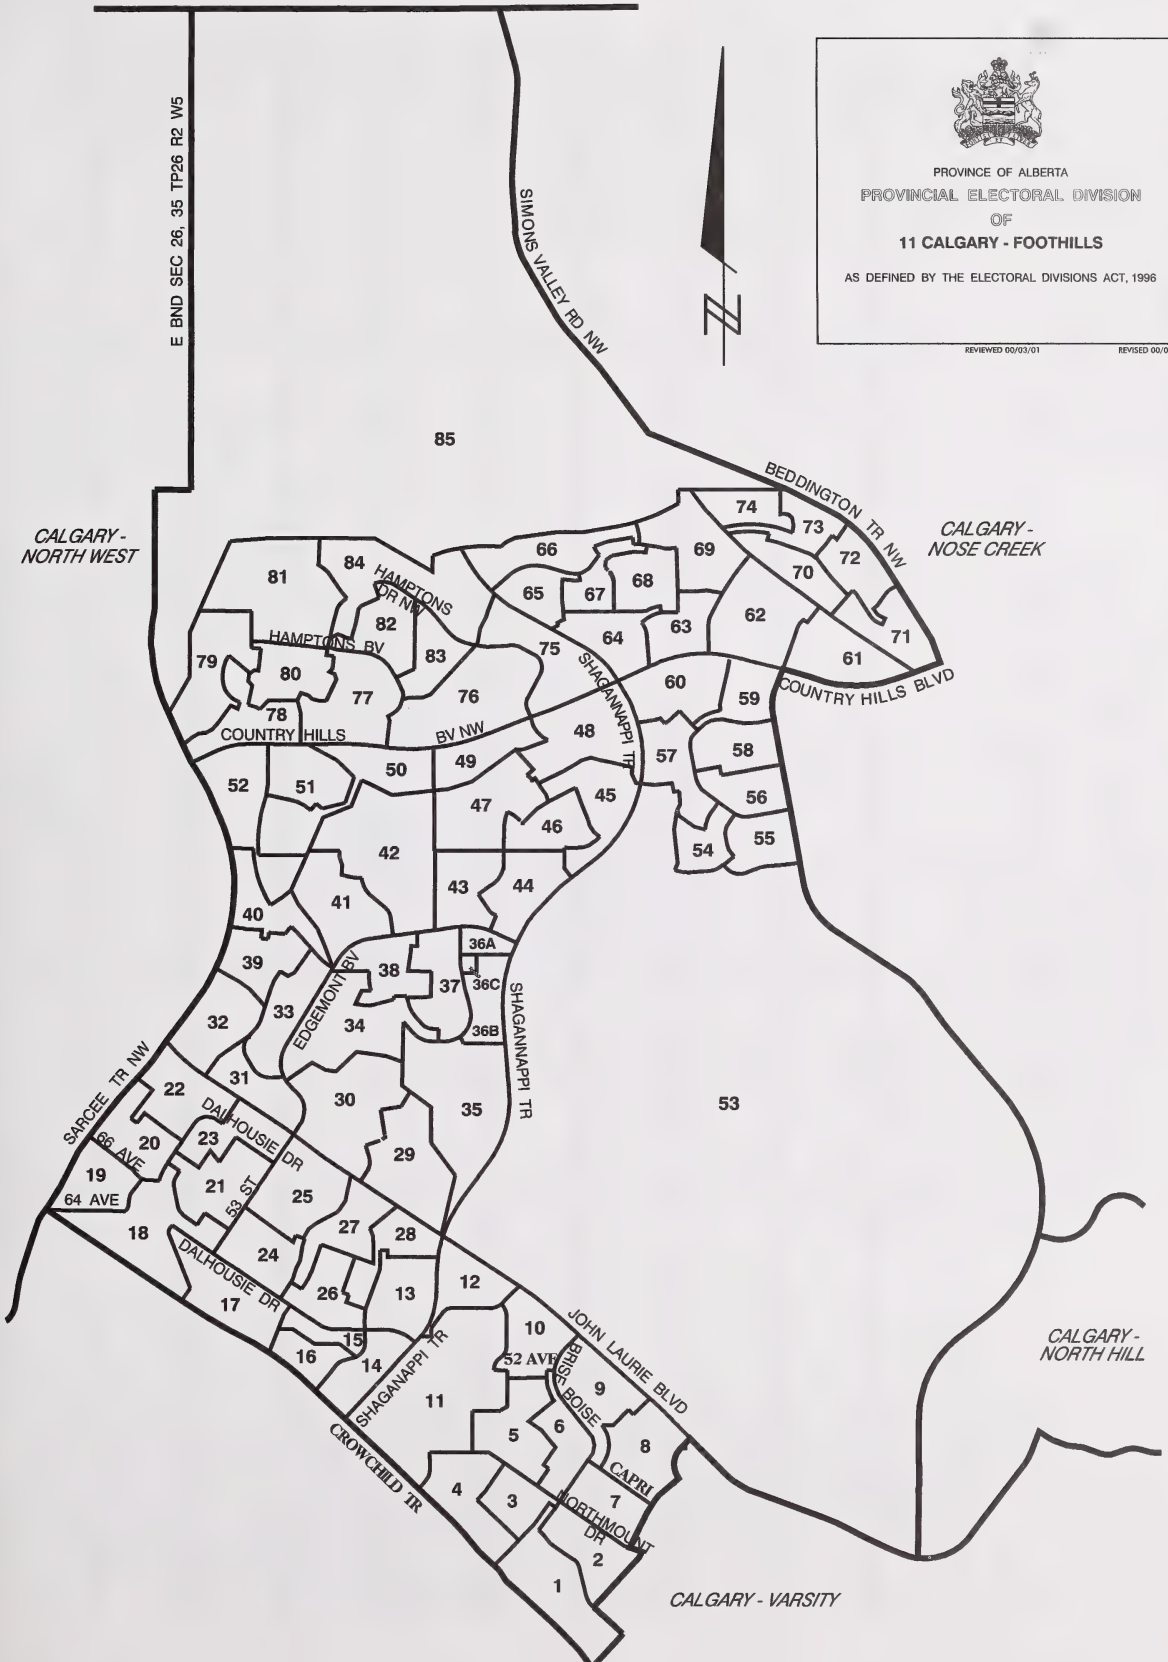 PROVINCE OF ALBERTA
PROVINCIAL ELECTORAL DIVISION
OF
11 CALGARY - FOOTHILLS
AS DEFINED BY THE ELECTORAL DIVISIONS ACT, 1996
REVIEWED 00/03/01
REVISED 00/0
E BND SEC 26, 35 TP26 R2 W5
SIMONS VALLEY RD NW
N
85
BEDDINGTON TR NW
CALGARY -
NORTH WEST
CALGARY -
NOSE CREEK
74
73
72
66
69
70
81
84
HAMPTONS
DR NW
65
67
68
62
82
63
71
HAMPTONS BV
64
75
83
61
79
80
SHAGANNAPPI TR
60
COUNTRY HILLS BLVD
77
76
59
78
COUNTRY HILLS
BV NW
48
57
58
49
50
52
51
45
56
47
46
55
42
54
43
44
41
40
36A
39
38
37
36C
EDGEMONT BV
33
34
36B
SHAGANNAPPI TR
32
SARCEE TR NW
31
22
30
35
53
DALHOUSIE DR
20
23
66 AVE
29
19
21
53 ST
25
64 AVE
18
27
28
24
DALHOUSIE DR
12
26
13
17
10
JOHN LAURIE BLVD
15
16
14
SHAGANAPPI TR
52 AVE
BRISE BOISE
9
11
CALGARY -
NORTH HILL
6
5
8
CROWCHILD TR
CAPRI
4
3
7
NORTHMOUNT
DR
2
1
CALGARY - VARSITY